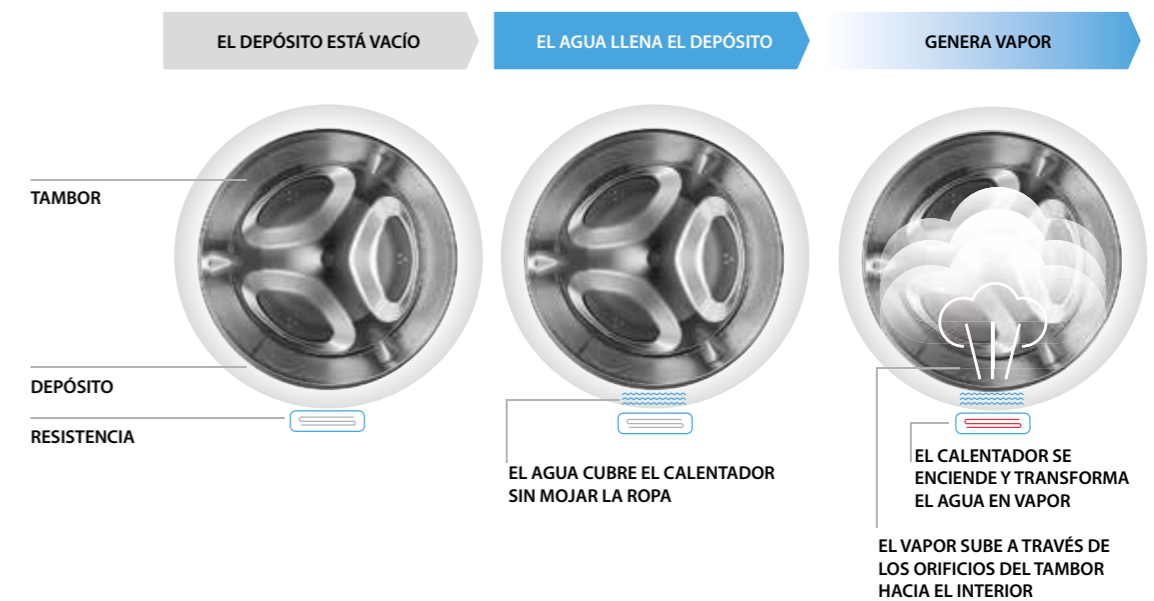 EL DEPÓSITO ESTÁ VACÍO
EL AGUA LLENA EL DEPÓSITO
GENERA VAPOR
TAMBOR
DEPÓSITO
RESISTENCIA
EL AGUA CUBRE EL CALENTADOR
SIN MOJAR LA ROPA
EL CALENTADOR SE
ENCIENDE Y TRANSFORMA
EL AGUA EN VAPOR
EL VAPOR SUBE A TRAVÉS DE
LOS ORIFICIOS DEL TAMBOR
HACIA EL INTERIOR